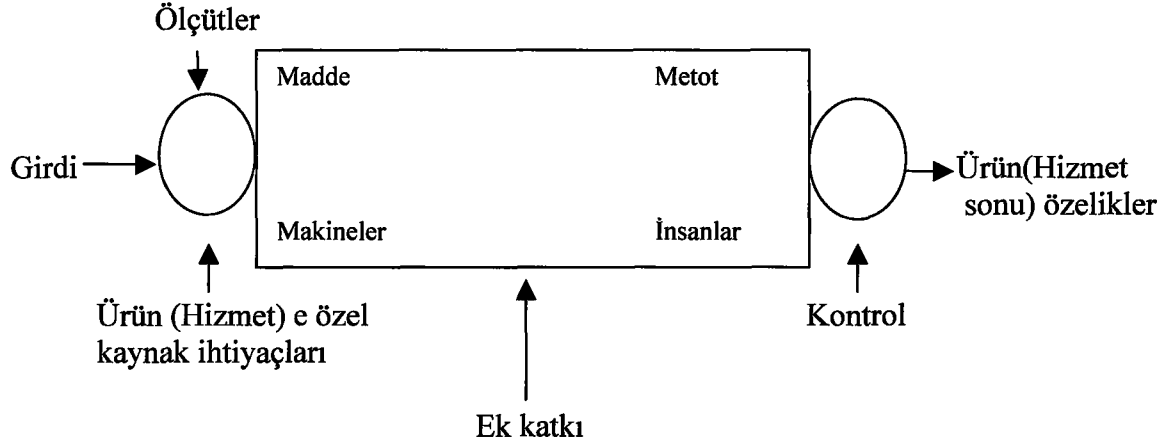 Ölçütler
Madde
Metot
Girdi
Ürün(Hizmet
sonu) özelikler
Makineler
İnsanlar
Ürün (Hizmet) e özel
kaynak ihtiyaçları
Kontrol
Ek katkı